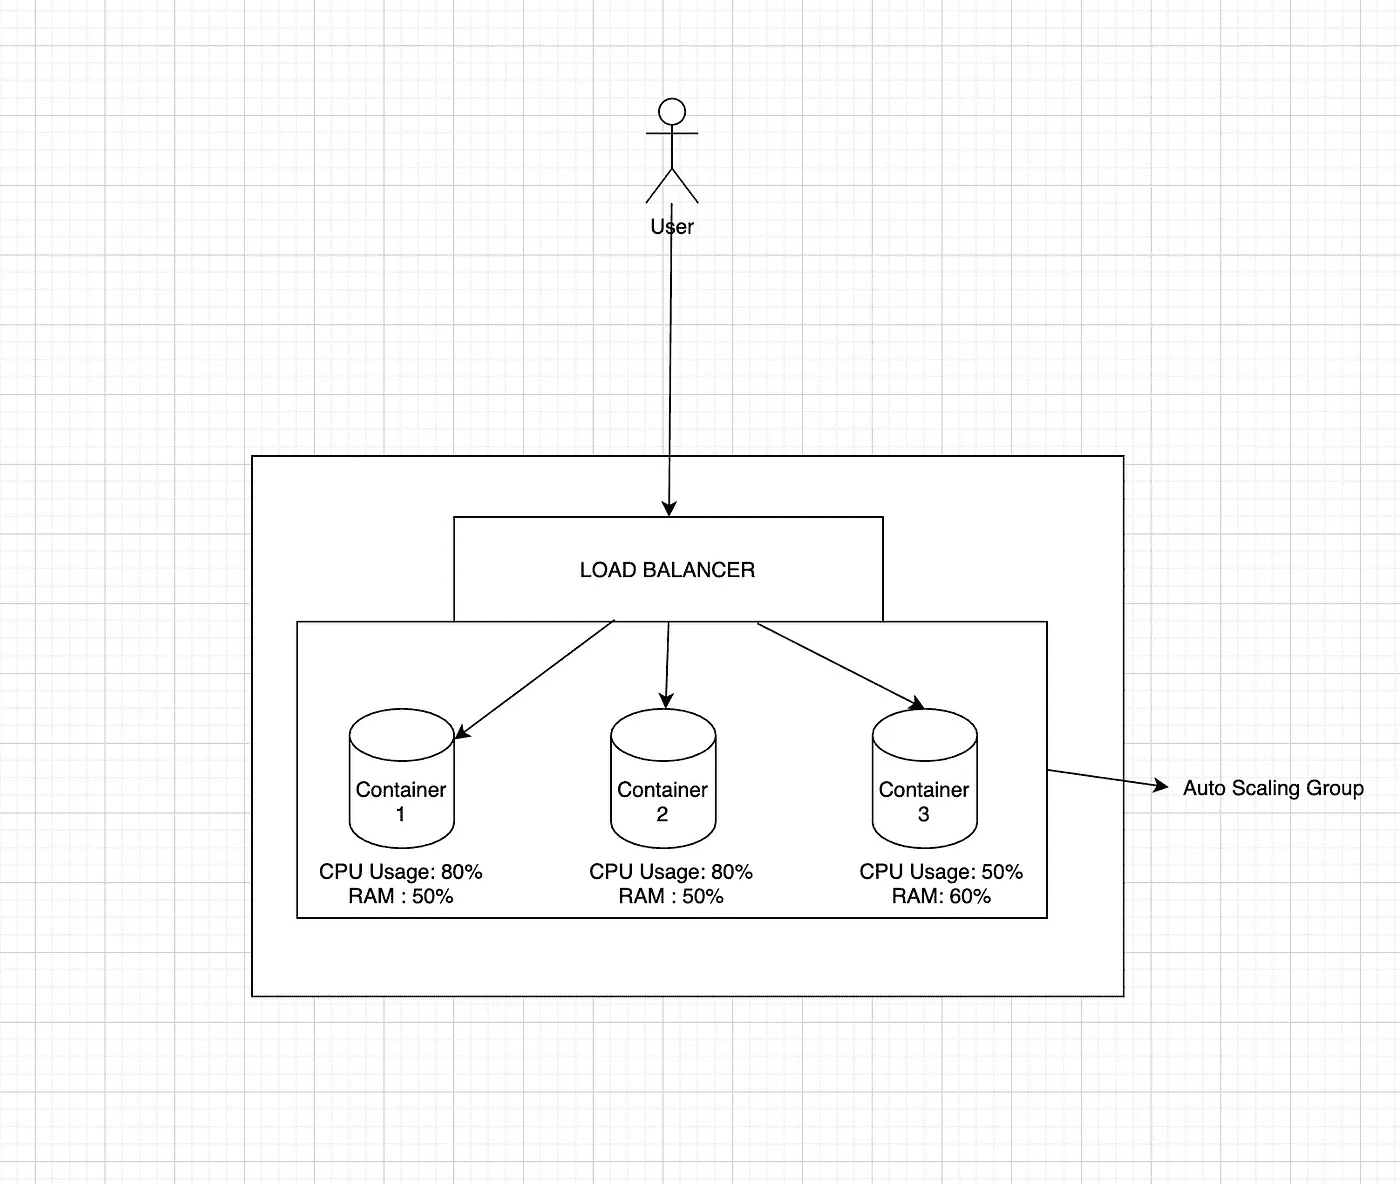 User
LOAD BALANCER
Container
1
Container
2
Container
3
Auto Scaling Group
CPU Usage: 80%
RAM : 50%
CPU Usage: 80%
RAM : 50%
CPU Usage: 50%
RAM: 60%